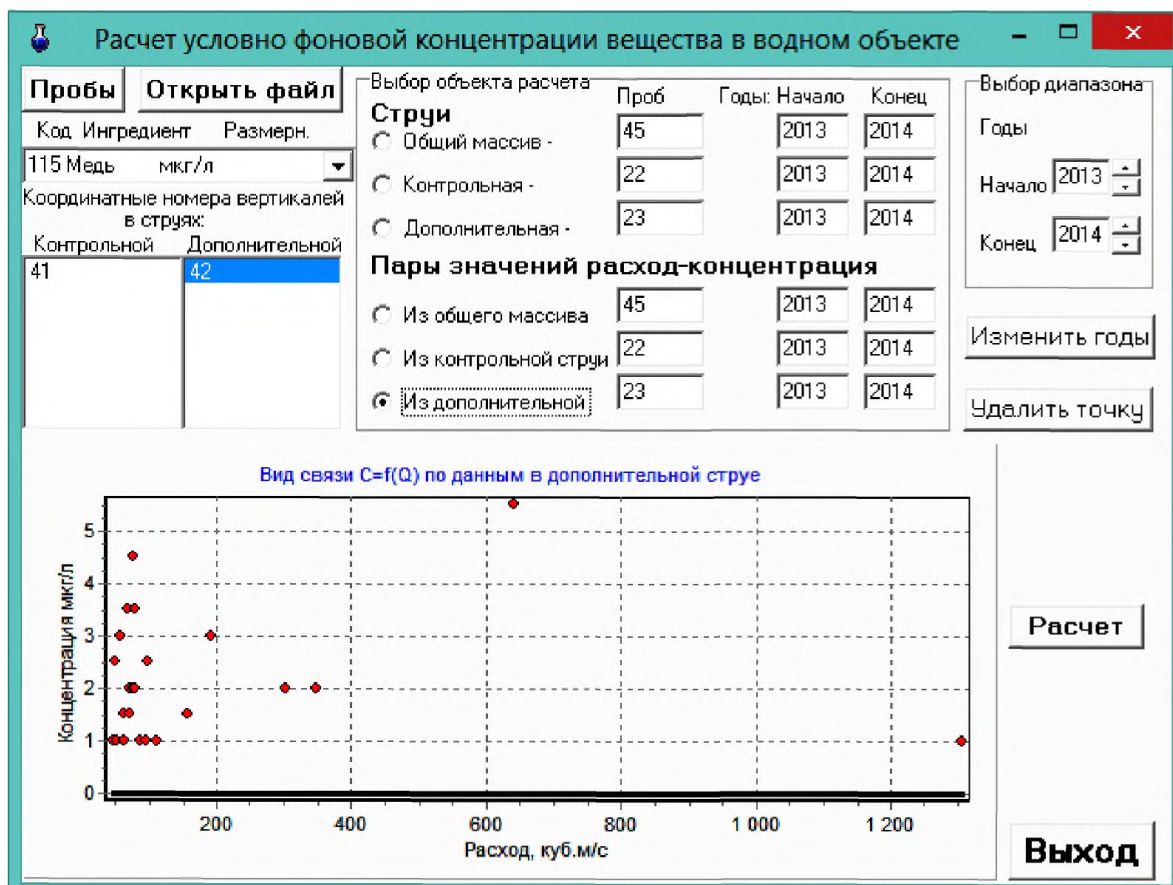 Расчет условно фоновой концентрации вещества в водном объекте
Пробы Открыть файл
Код Ингредиент Размерн.
115 Медь мкг/л
Координатные номера вертикалей
в струях:
Контрольной Дополнительной
41 42
Выбор объекта расчета
Струи Проб Годы: Начало Конец
Общий массив - 45 2013 2014
Контрольная - 22 2013 2014
Дополнительная - 23 2013 2014
Пары значений расход-концентрация
Из общего массива 45 2013 2014
Из контрольной струи 22 2013 2014
Из дополнительной 23 2013 2014
Выбор диапазона
Годы
Начало 2013
Конец 2014
Изменить годы
Удалить точку
Вид связи C=f(Q) по данным в дополнительной струе
Концентрация мкг/л
5
4
3
2
1
0
200 400 600 800 1 000 1 200
Расход, куб.м/с
Расчет
Выход